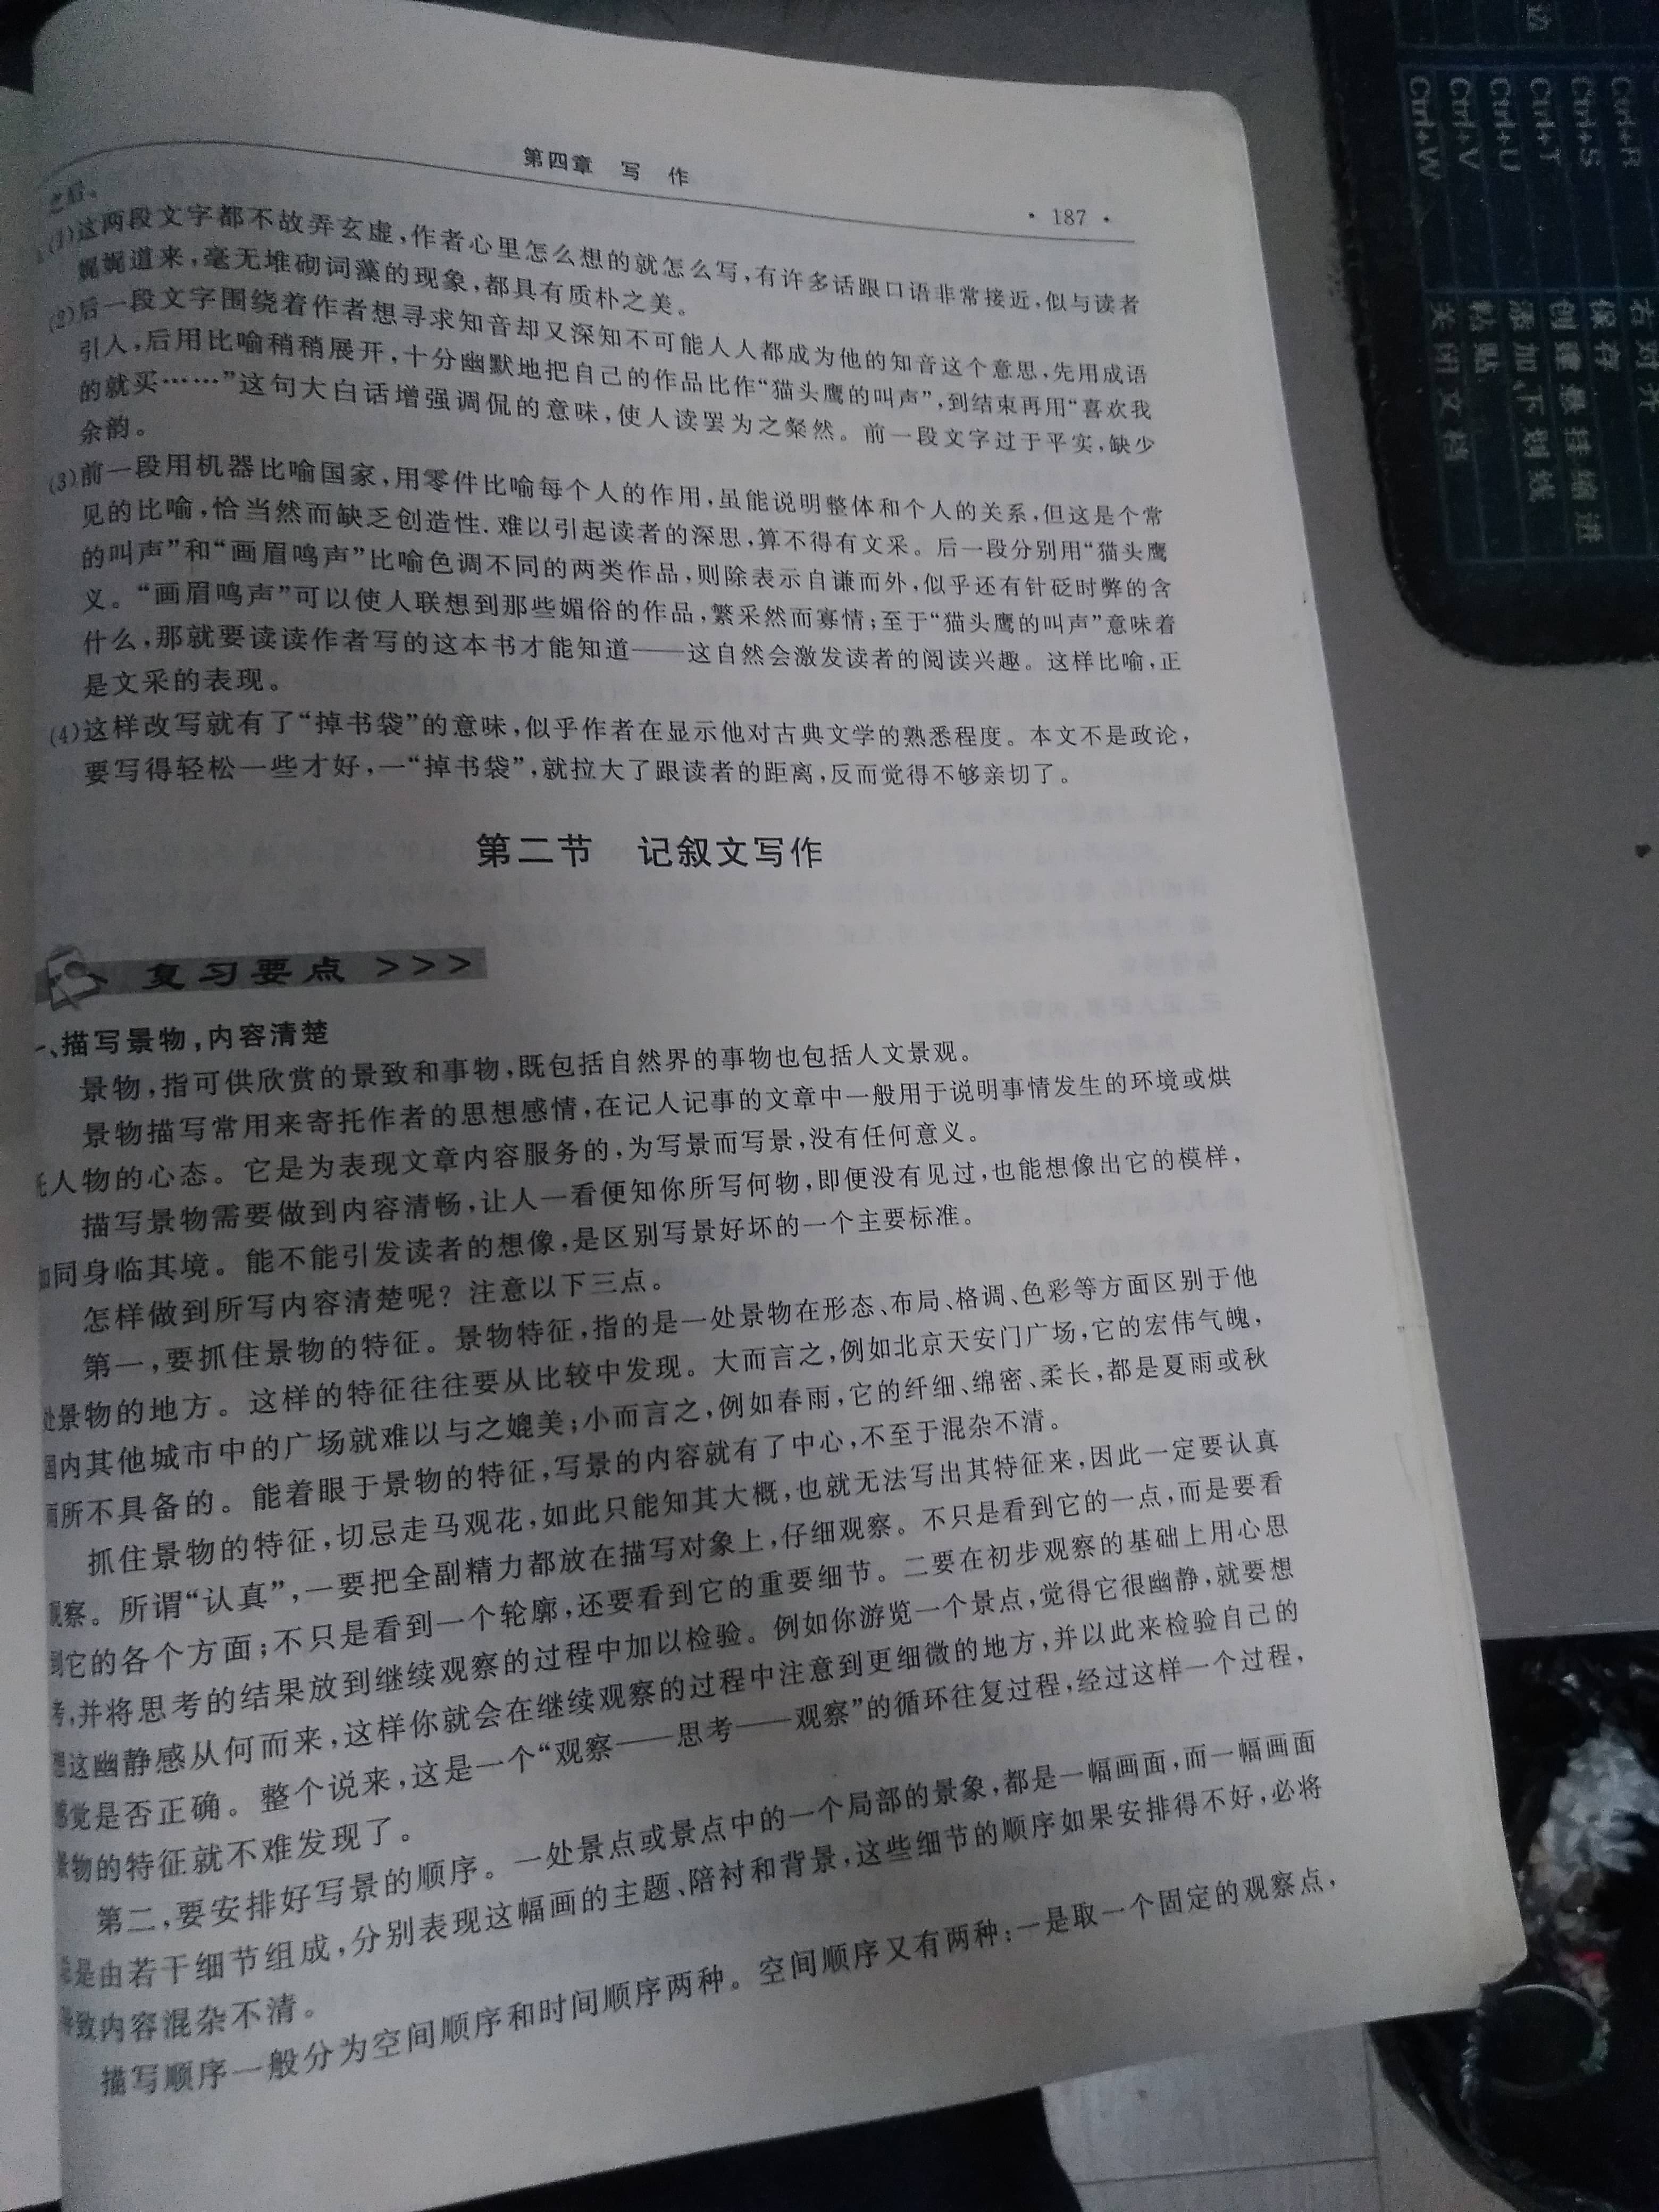 第四章 写 作
· 187 ·
之后。
(1)这两段文字都不故弄玄虚,作者心里怎么想的就怎么写,有许多话跟口语非常接近,似与读者
娓娓道来,毫无堆砌词藻的现象,都具有质朴之美。
(2)后一段文字围绕着作者想寻求知音却又深知不可能人人都成为他的知音这个意思,先用成语
引人,后用比喻稍稍展开,十分幽默地把自己的作品比作“猫头鹰的叫声”,到结束再用“喜欢我
的就买……”这句大白话增强调侃的意味,使人读罢为之粲然。前一段文字过于平实,缺少
余韵。
(3)前一段用机器比喻国家,用零件比喻每个人的作用,虽能说明整体和个人的关系,但这是个常
见的比喻,恰当然而缺乏创造性.难以引起读者的深思,算不得有文采。后一段分别用“猫头鹰
的叫声”和“画眉鸣声”比喻色调不同的两类作品,则除表示自谦而外,似乎还有针砭时弊的含
义。“画眉鸣声”可以使人联想到那些媚俗的作品,繁采然而寡情;至于“猫头鹰的叫声”意味着
什么,那就要读读作者写的这本书才能知道——这自然会激发读者的阅读兴趣。这样比喻,正
是文采的表现。
(4)这样改写就有了“掉书袋”的意味,似乎作者在显示他对古典文学的熟悉程度。本文不是政论,
要写得轻松一些才好,一“掉书袋”,就拉大了跟读者的距离,反而觉得不够亲切了。
第二节 记叙文写作
复习要点 >>>
一、描写景物,内容清楚
景物,指可供欣赏的景致和事物,既包括自然界的事物也包括人文景观。
景物描写常用来寄托作者的思想感情,在记人记事的文章中一般用于说明事情发生的环境或烘
托人物的心态。它是为表现文章内容服务的,为写景而写景,没有任何意义。
描写景物需要做到内容清畅,让人一看便知你所写何物,即便没有见过,也能想像出它的模样,
如同身临其境。能不能引发读者的想像,是区别写景好坏的一个主要标准。
怎样做到所写内容清楚呢?注意以下三点。
第一,要抓住景物的特征。景物特征,指的是一处景物在形态、布局、格调、色彩等方面区别于他
处景物的地方。这样的特征往往要从比较中发现。大而言之,例如北京天安门广场,它的宏伟气魄,
国内其他城市中的广场就难以与之媲美;小而言之,例如春雨,它的纤细、绵密、柔长,都是夏雨或秋
雨所不具备的。能着眼于景物的特征,写景的内容就有了中心,不至于混杂不清。
抓住景物的特征,切忌走马观花,如此只能知其大概,也就无法写出其特征来,因此一定要认真
观察。所谓“认真”,一要把全副精力都放在描写对象上,仔细观察。不只是看到它的一点,而是要看
到它的各个方面;不只是看到一个轮廓,还要看到它的重要细节。二要在初步观察的基础上用心思
考,并将思考的结果放到继续观察的过程中加以检验。例如你游览一个景点,觉得它很幽静,就要想
想这幽静感从何而来,这样你就会在继续观察的过程中注意到更细微的地方,并以此来检验自己的
感觉是否正确。整个说来,这是一个“观察——思考——观察”的循环往复过程,经过这样一个过程,
景物的特征就不难发现了。
第二,要安排好写景的顺序。一处景点或景点中的一个局部的景象,都是一幅画面,而一幅画面
是由若干细节组成,分别表现这幅画的主题、陪衬和背景,这些细节的顺序如果安排得不好,必将
导致内容混杂不清。
描写顺序一般分为空间顺序和时间顺序两种。空间顺序又有两种:一是取一个固定的观察点,
Ctrl+R 右对齐
Ctrl+S 保存
Ctrl+T 创建悬挂缩进
Ctrl+U 添加下划线
Ctrl+V 粘贴
Ctrl+W 关闭文档